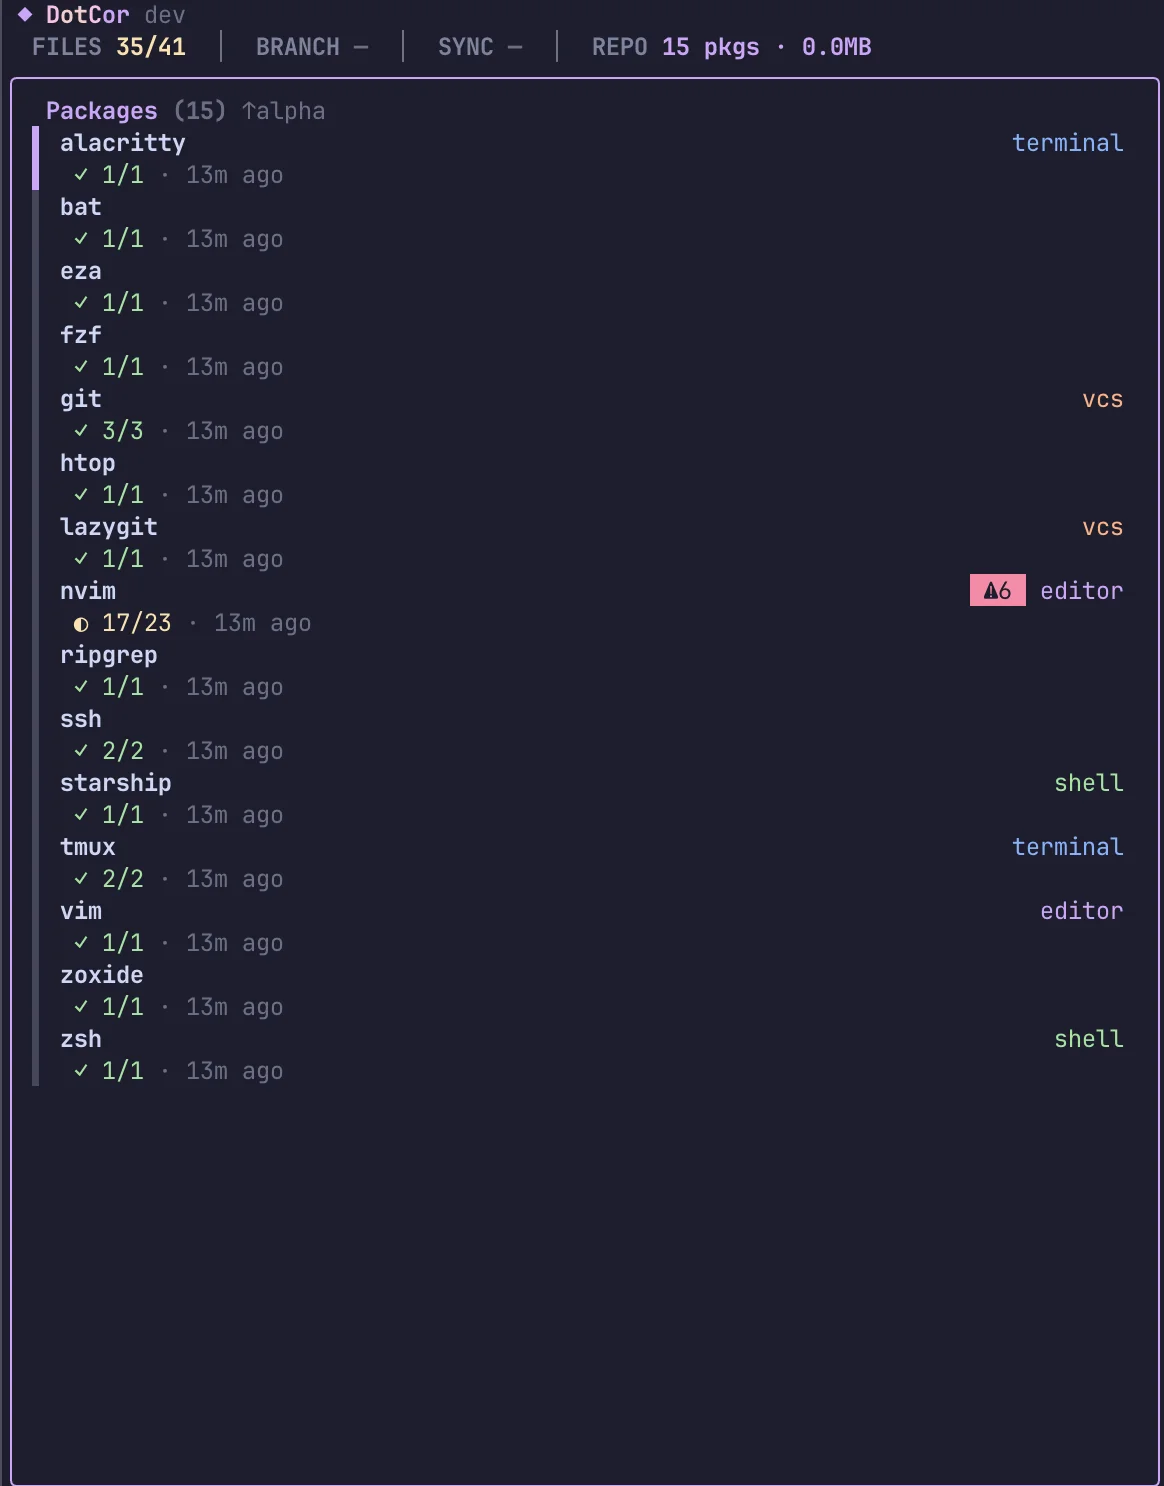 ◆ DotCor dev
FILES 35/41 │ BRANCH — │ SYNC — │ REPO 15 pkgs · 0.0MB
Packages (15) ↑alpha
alacritty terminal
✓ 1/1 · 13m ago
bat
✓ 1/1 · 13m ago
eza
✓ 1/1 · 13m ago
fzf
✓ 1/1 · 13m ago
git vcs
✓ 3/3 · 13m ago
htop
✓ 1/1 · 13m ago
lazygit vcs
✓ 1/1 · 13m ago
nvim ⚠6 editor
◐ 17/23 · 13m ago
ripgrep
✓ 1/1 · 13m ago
ssh
✓ 2/2 · 13m ago
starship shell
✓ 1/1 · 13m ago
tmux terminal
✓ 2/2 · 13m ago
vim editor
✓ 1/1 · 13m ago
zoxide
✓ 1/1 · 13m ago
zsh shell
✓ 1/1 · 13m ago